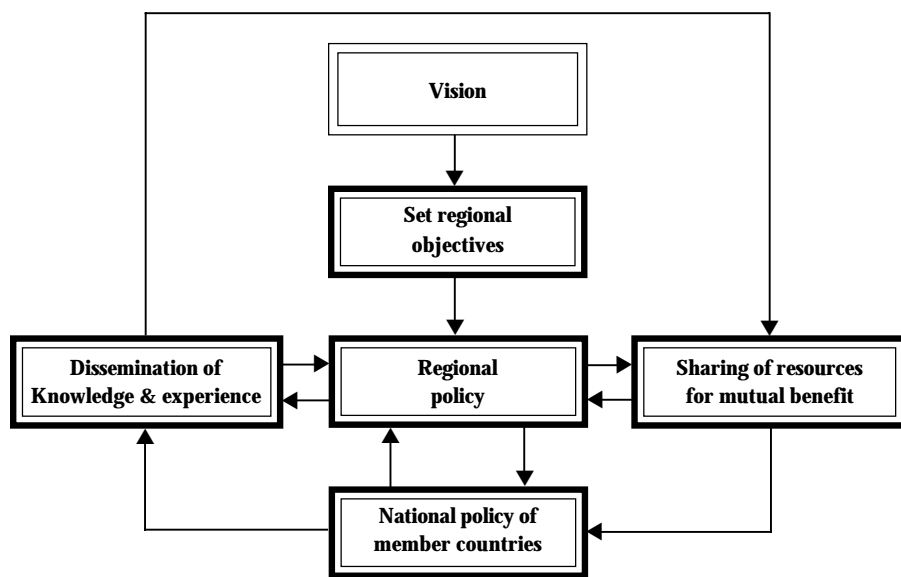 Vision
Set regional
objectives
Dissemination of
Knowledge & experience
Regional
policy
Sharing of resources
for mutual benefit
National policy of
member countries